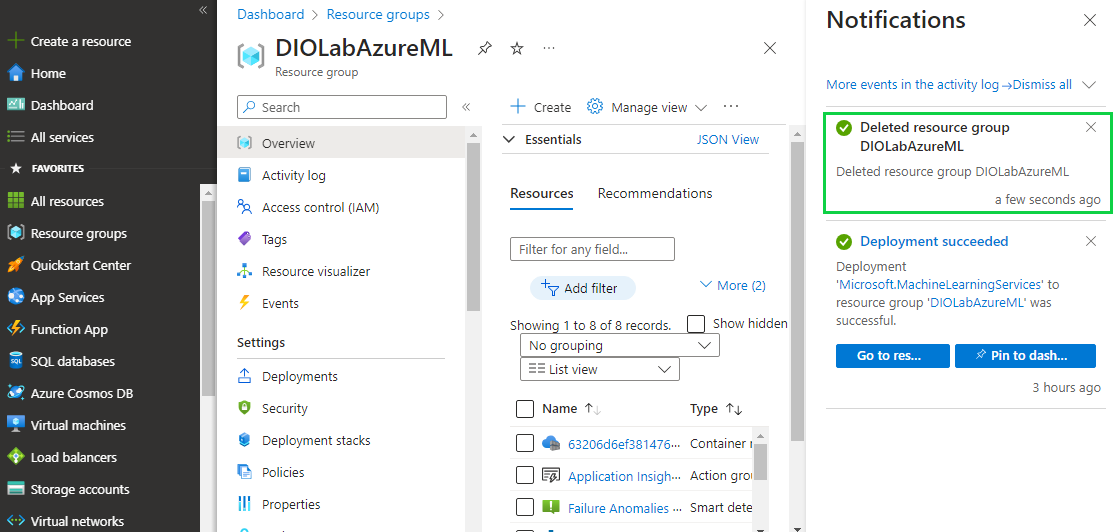 Create a resource
Home
Dashboard
All services
FAVORITES
All resources
Resource groups
Quickstart Center
App Services
Function App
SQL databases
Azure Cosmos DB
Virtual machines
Load balancers
Storage accounts
Virtual networks
Dashboard > Resource groups >
DIOLabAzureML
Resource group
Search
Overview
Activity log
Access control (IAM)
Tags
Resource visualizer
Events
Settings
Deployments
Security
Deployment stacks
Policies
Properties
Create Manage view ...
Essentials JSON View
Resources Recommendations
Filter for any field...
Add filter More (2)
Showing 1 to 8 of 8 records. Show hidden
No grouping
List view
Name Type
63206d6ef381476... Container r
Application Insigh... Action grou
Failure Anomalies ... Smart dete
Notifications
More events in the activity log → Dismiss all
Deleted resource group
DIOLabAzureML
Deleted resource group DIOLabAzureML
a few seconds ago
Deployment succeeded
Deployment
'Microsoft.MachineLearningServices' to
resource group 'DIOLabAzureML' was
successful.
Go to res... Pin to dash...
3 hours ago